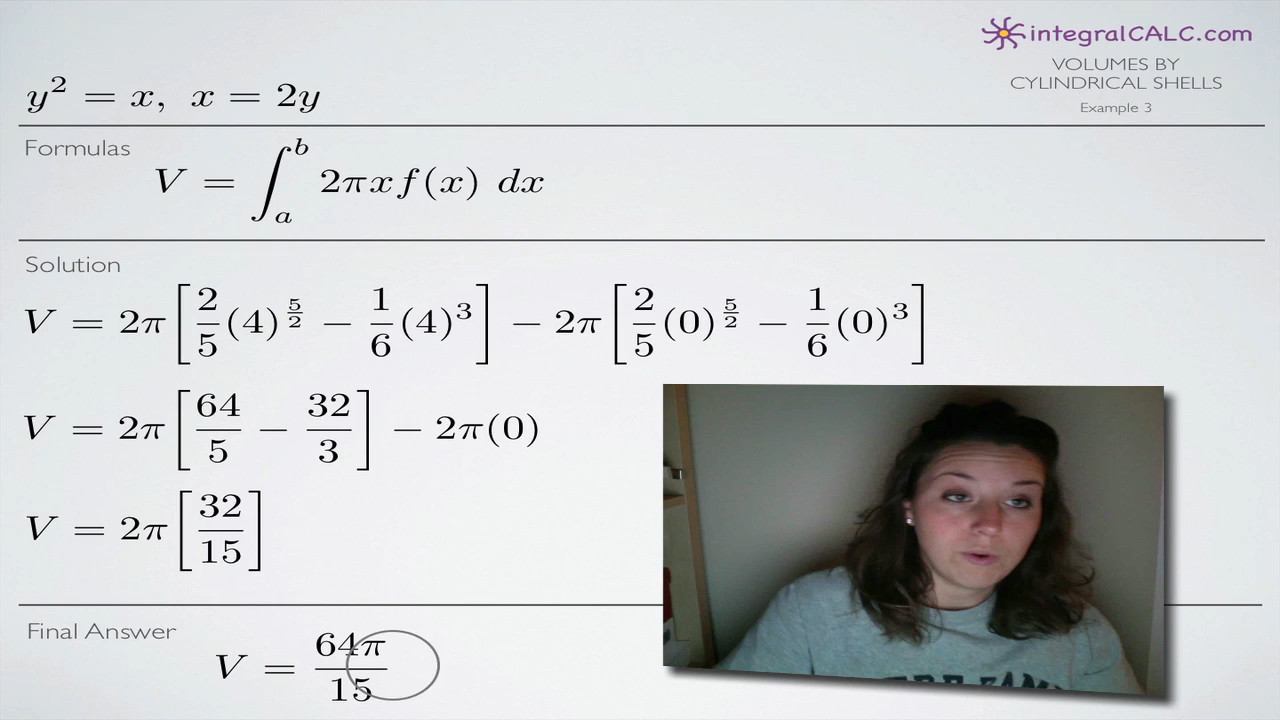 integralCALC.com
VOLUMES BY
CYLINDRICAL SHELLS
Example 3
y² = x, x = 2y
Formulas
V = ∫ₐᵇ 2πxf(x) dx
Solution
V = 2π[2/5(4)^(5/2) − 1/6(4)³] − 2π[2/5(0)^(5/2) − 1/6(0)³]
V = 2π[64/5 − 32/3] − 2π(0)
V = 2π[32/15]
Final Answer
V = 64π/15